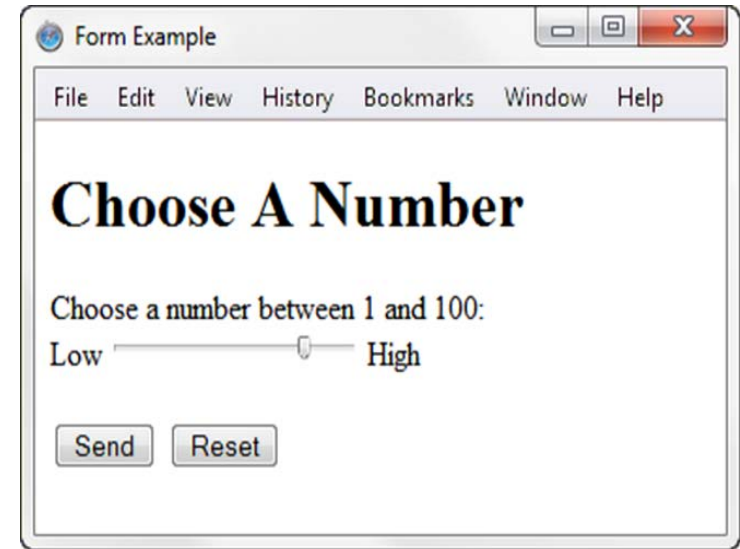 Form Example
File Edit View History Bookmarks Window Help
Choose A Number
Choose a number between 1 and 100:
Low High
Send Reset